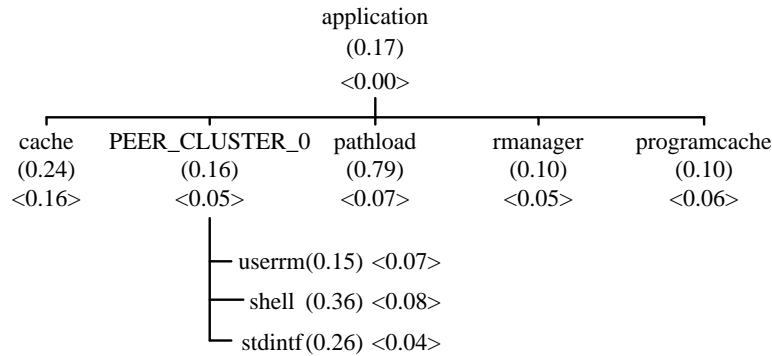 application
(0.17)
<0.00>
cache PEER_CLUSTER_0 pathload rmanager programcache
(0.24) (0.16) (0.79) (0.10) (0.10)
<0.16> <0.05> <0.07> <0.05> <0.06>
userrm(0.15) <0.07>
shell (0.36) <0.08>
stdintf(0.26) <0.04>